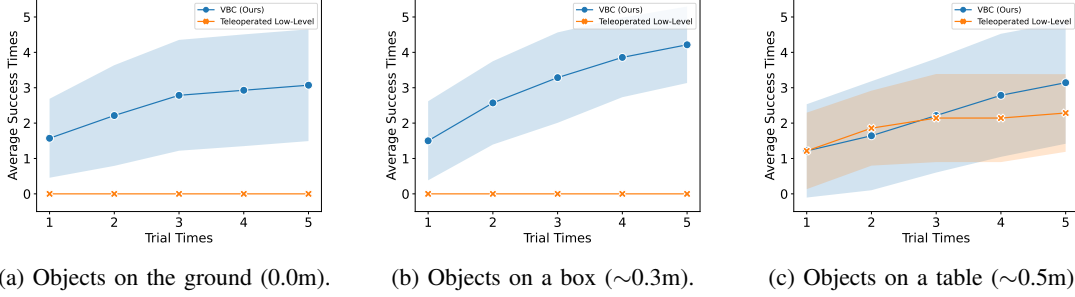 VBC (Ours)
Teleoperated Low-Level
Average Success Times
5
4
3
2
1
0
1 2 3 4 5
Trial Times
(a) Objects on the ground (0.0m).
VBC (Ours)
Teleoperated Low-Level
Average Success Times
5
4
3
2
1
0
1 2 3 4 5
Trial Times
(b) Objects on a box (∼0.3m).
VBC (Ours)
Teleoperated Low-Level
Average Success Times
5
4
3
2
1
0
1 2 3 4 5
Trial Times
(c) Objects on a table (∼0.5m)